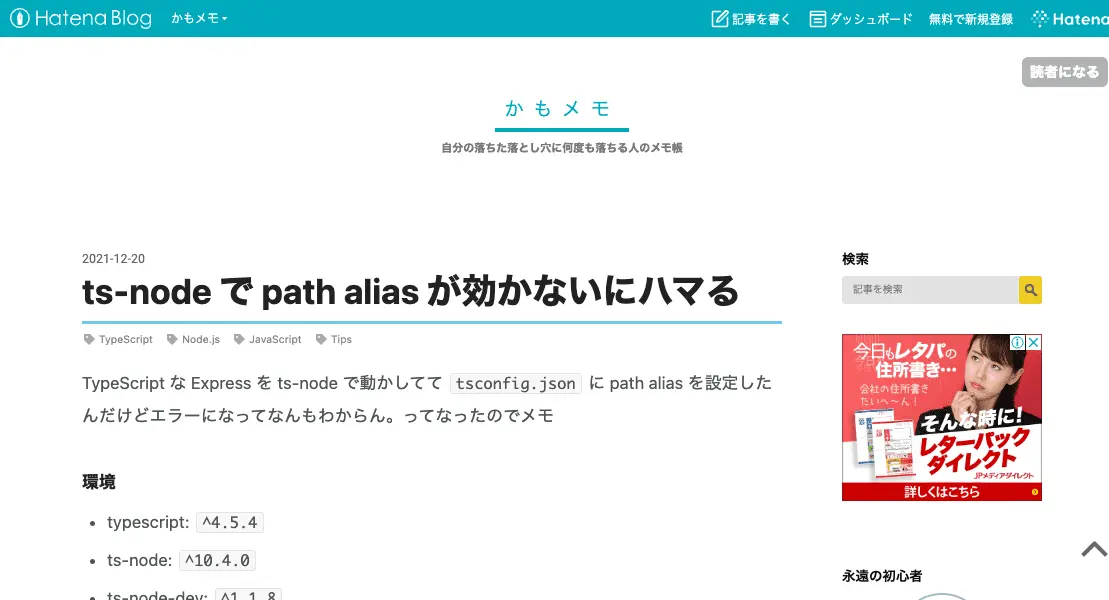 Hatena Blog
かもメモ
記事を書く
ダッシュボード
無料で新規登録
Hatena
読者になる
かもメモ
自分の落ちた落とし穴に何度も落ちる人のメモ帳
2021-12-20
ts-node で path alias が効かないにハマる
TypeScript Node.js JavaScript Tips
TypeScript な Express を ts-node で動かしてて tsconfig.json に path alias を設定した
んだけどエラーになってなんもわからん。ってなったのでメモ
環境
• typescript: ^4.5.4
• ts-node: ^10.4.0
• ts-node-dev: ^1.1.8
検索
記事を検索
今日もレタパの
住所書き…
会社の住所書き
たいへ〜ん！
そんな時に!
レターパック
ダイレクト
JPメディアダイレクト
詳しくはこちら
永遠の初心者